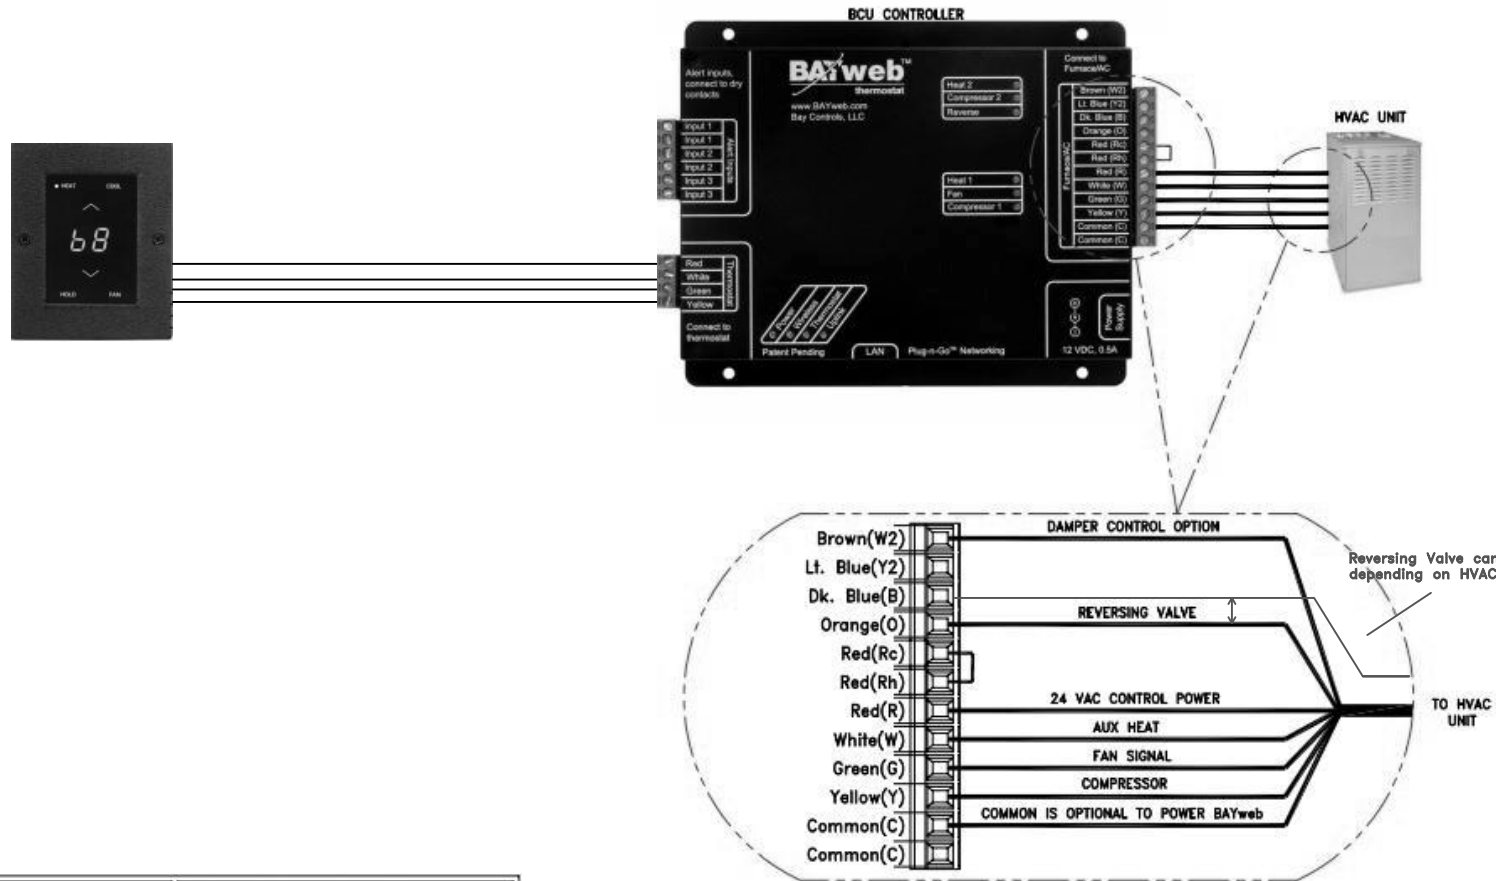 BCU CONTROLLER
Alert inputs,
connect to dry
contacts
BAYweb™
thermostat
www.BAYweb.com
Bay Controls, LLC
Heat 2
Compressor 2
Reverse
Connect to
Furnace/AC
Brown (W2)
Lt. Blue (Y2)
Dk. Blue (B)
Orange (O)
Red (Rc)
Red (Rh)
Red (R)
White (W)
Green (G)
Yellow (Y)
Common (C)
Common (C)
Furnace/AC
HVAC UNIT
Input 1
Input 1
Input 2
Input 2
Input 3
Input 3
Alert Inputs
Heat 1
Fan
Compressor 1
HEAT COOL
68
HOLD FAN
Red
White
Green
Yellow
Thermostat
Connect to
thermostat
Power
Wireless
Thermostat
Uplink
Patent Pending
LAN
Plug-n-Go™ Networking
Power
Supply
12 VDC, 0.5A
Brown(W2)
Lt. Blue(Y2)
Dk. Blue(B)
Orange(O)
Red(Rc)
Red(Rh)
Red(R)
White(W)
Green(G)
Yellow(Y)
Common(C)
Common(C)
DAMPER CONTROL OPTION
REVERSING VALVE
24 VAC CONTROL POWER
AUX HEAT
FAN SIGNAL
COMPRESSOR
COMMON IS OPTIONAL TO POWER BAYweb
Reversing Valve can
depending on HVAC
TO HVAC
UNIT